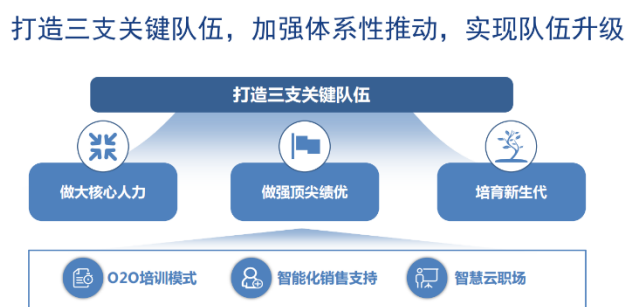 打造三支关键队伍，加强体系性推动，实现队伍升级
打造三支关键队伍
做大核心人力 做强顶尖绩优 培育新生代
O2O培训模式 智能化销售支持 智慧云职场